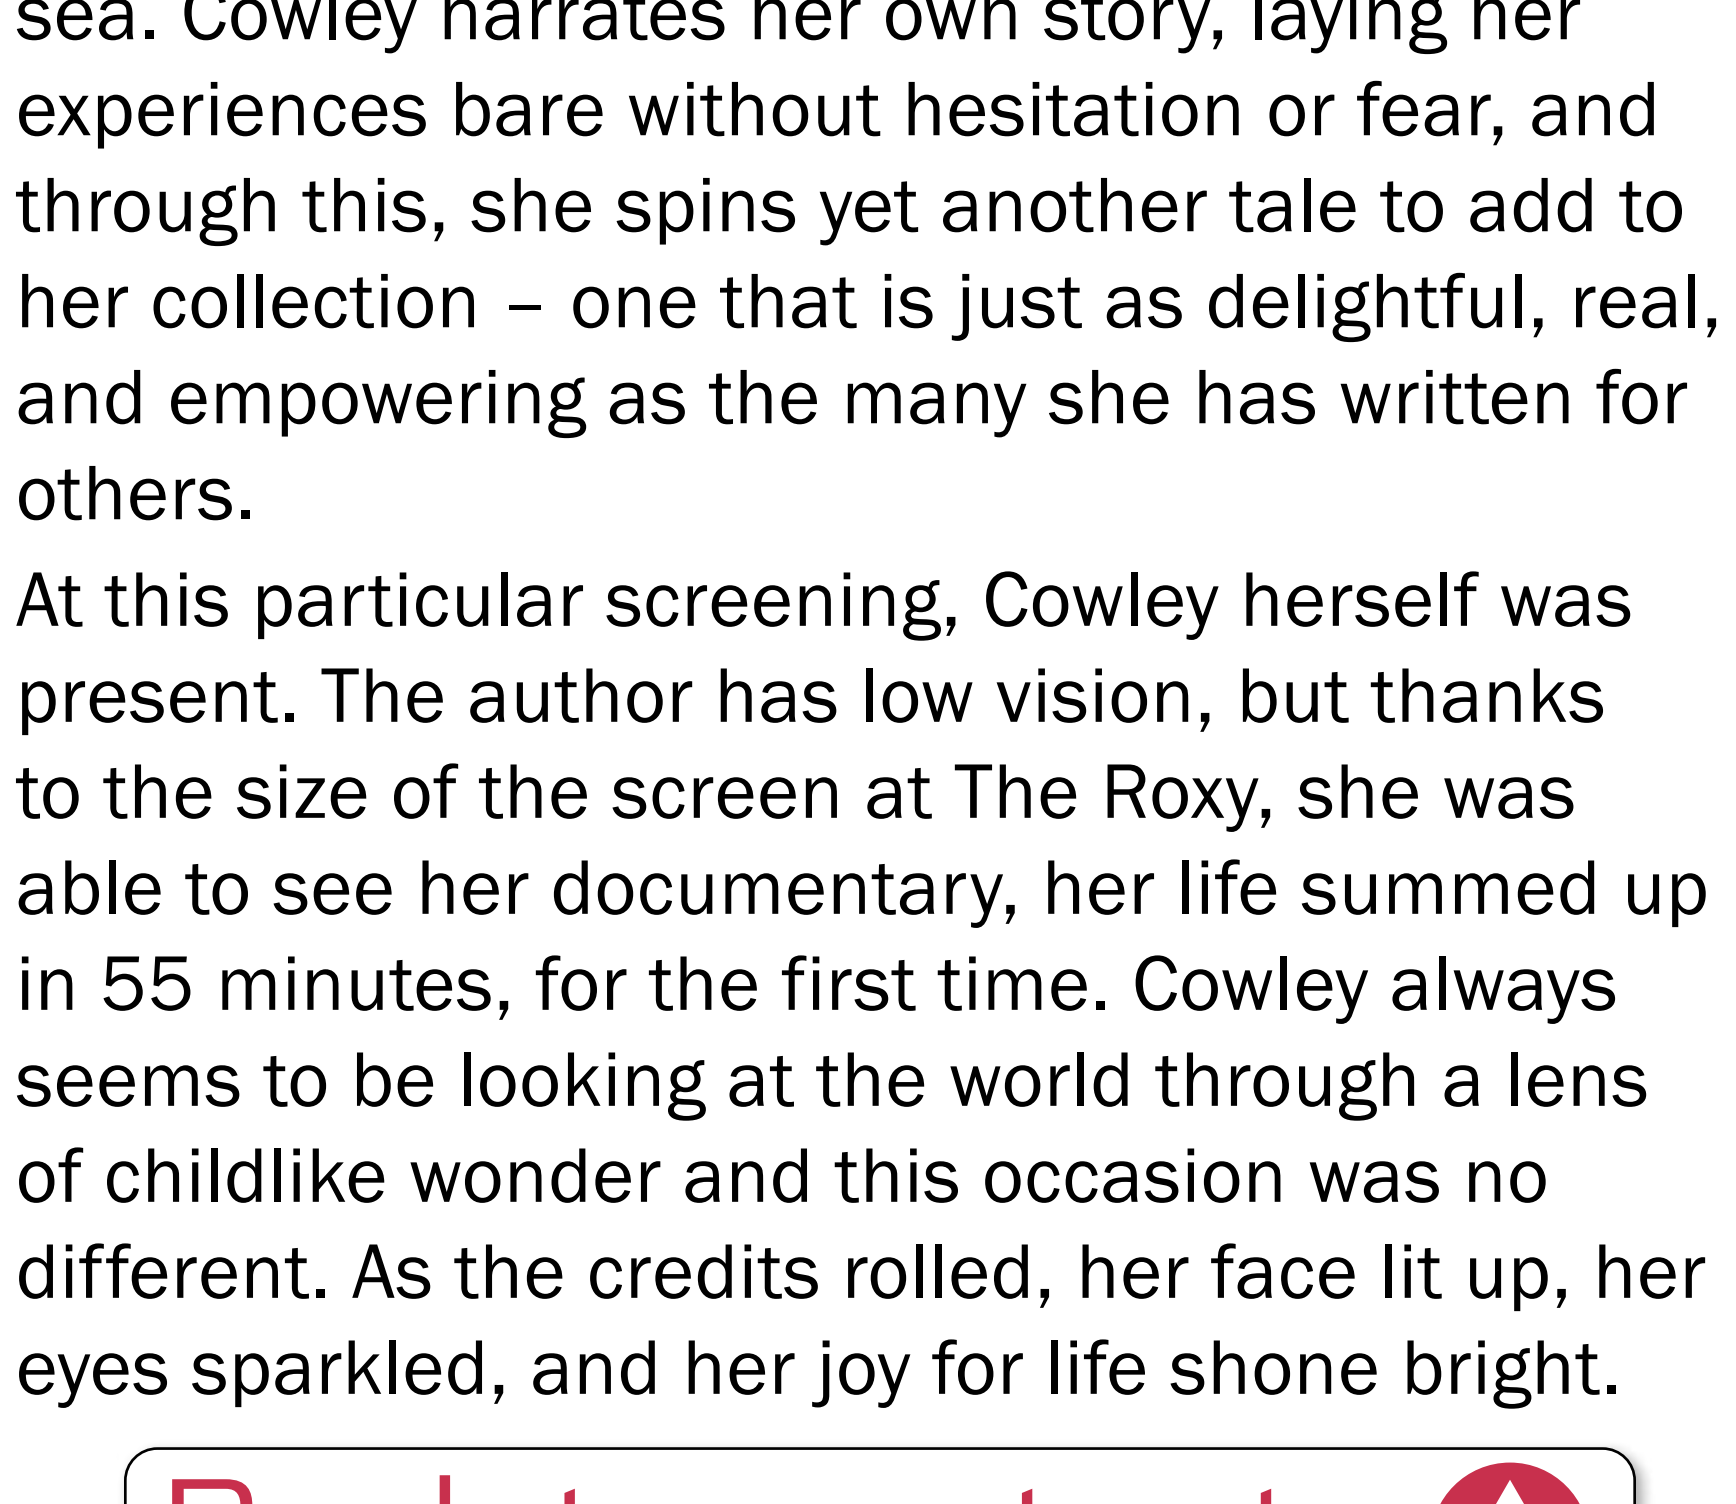 sea. Cowley narrates her own story, laying her
experiences bare without hesitation or fear, and
through this, she spins yet another tale to add to
her collection – one that is just as delightful, real,
and empowering as the many she has written for
others.
At this particular screening, Cowley herself was
present. The author has low vision, but thanks
to the size of the screen at The Roxy, she was
able to see her documentary, her life summed up
in 55 minutes, for the first time. Cowley always
seems to be looking at the world through a lens
of childlike wonder and this occasion was no
different. As the credits rolled, her face lit up, her
eyes sparkled, and her joy for life shone bright.